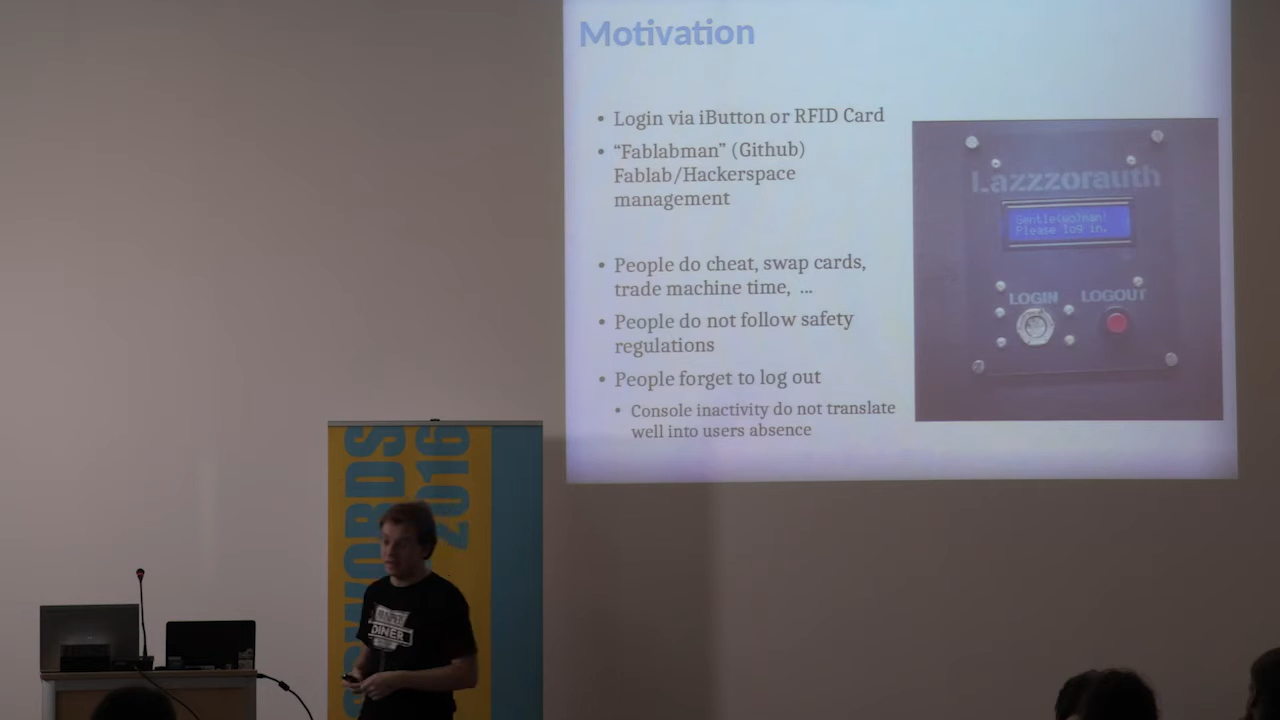 Motivation
• Login via iButton or RFID Card
• “Fablabman” (Github)
Fablab/Hackerspace
management
• People do cheat, swap cards,
trade machine time, ...
• People do not follow safety
regulations
• People forget to log out
• Console inactivity do not translate
well into users absence
Lazzzorauth
Gentle(wo)man!
Please log in.
LOGIN
LOGOUT
2016
DINER